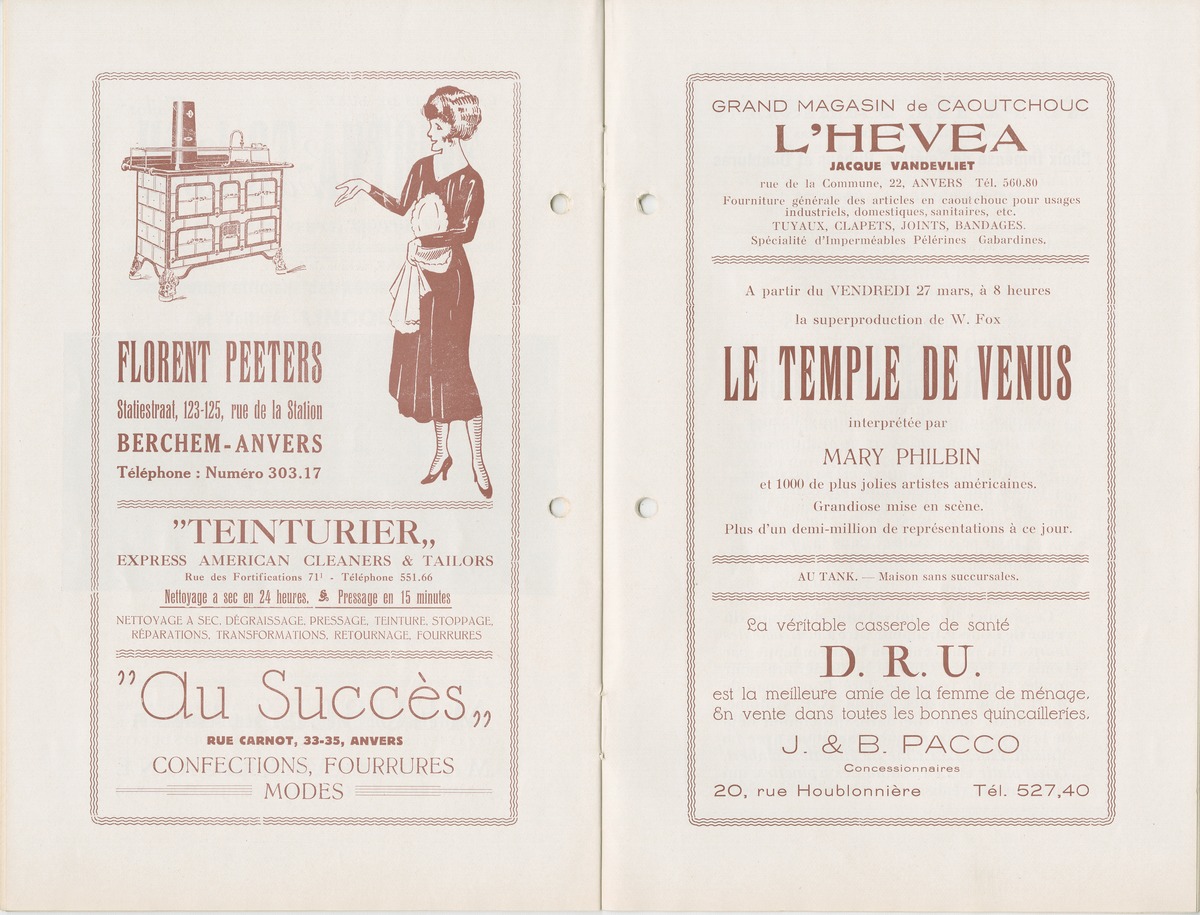 FLORENT PEETERS
Statiestraat, 123-125, rue de la Station
BERCHEM-ANVERS
Téléphone : Numéro 303.17
"TEINTURIER„
EXPRESS AMERICAN CLEANERS & TAILORS
Rue des Fortifications 71¹ - Téléphone 551.66
Nettoyage a sec en 24 heures. Pressage en 15 minutes
NETTOYAGE A SEC, DÉGRAISSAGE, PRESSAGE, TEINTURE, STOPPAGE,
RÉPARATIONS, TRANSFORMATIONS, RETOURNAGE, FOURRURES
"Au Succès„
RUE CARNOT, 33-35, ANVERS
CONFECTIONS, FOURRURES
MODES
GRAND MAGASIN de CAOUTCHOUC
L'HEVEA
JACQUE VANDEVLIET
rue de la Commune, 22, ANVERS Tél. 560.80
Fourniture générale des articles en caoutchouc pour usages
industriels, domestiques, sanitaires, etc.
TUYAUX, CLAPETS, JOINTS, BANDAGES.
Spécialité d'Imperméables Pélérines Gabardines.
A partir du VENDREDI 27 mars, à 8 heures
la superproduction de W. Fox
LE TEMPLE DE VENUS
interprétée par
MARY PHILBIN
et 1000 de plus jolies artistes américaines.
Grandiose mise en scène.
Plus d'un demi-million de représentations à ce jour.
AU TANK. — Maison sans succursales.
La véritable casserole de santé
D. R. U.
est la meilleure amie de la femme de ménage.
En vente dans toutes les bonnes quincailleries.
J. & B. PACCO
Concessionnaires
20, rue Houblonnière Tél. 527,40